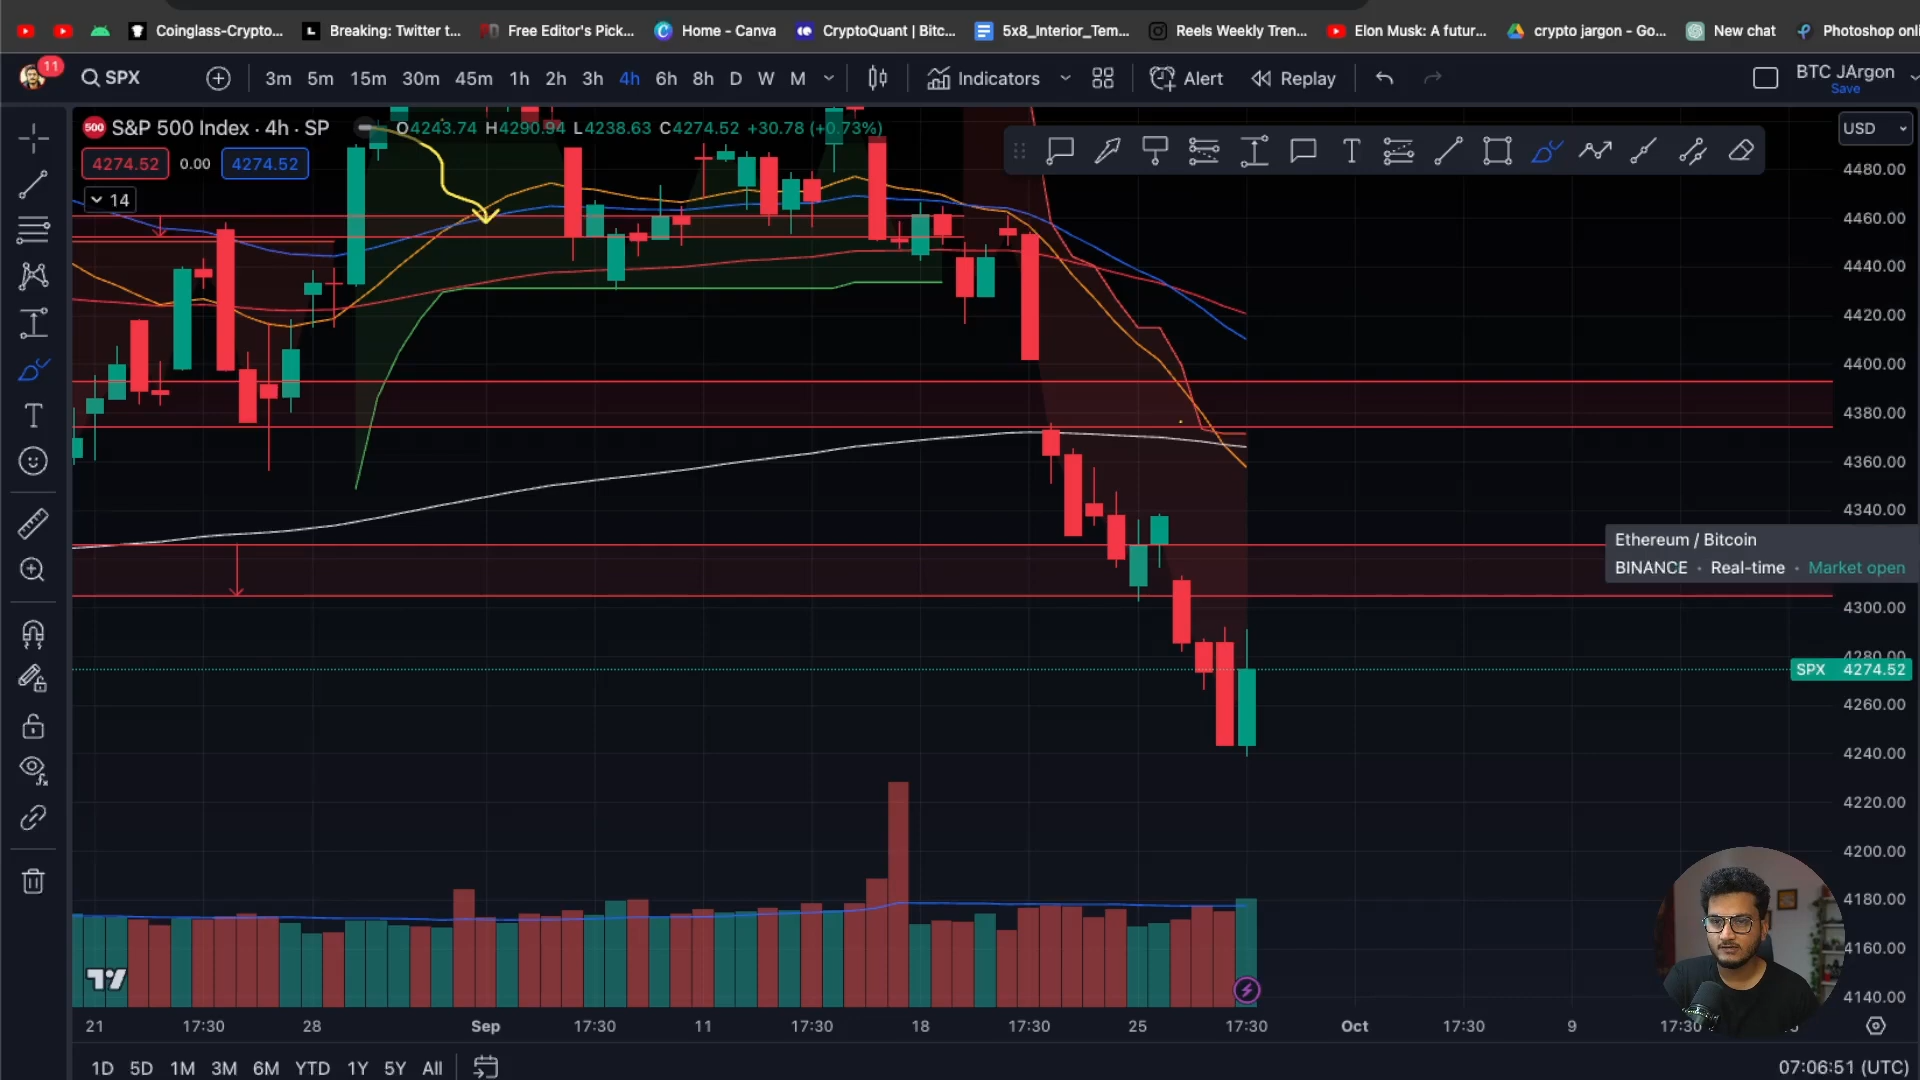 Coinglass-Crypto...
Breaking: Twitter t...
Free Editor's Pick...
Home - Canva
CryptoQuant | Bitc...
5x8_Interior_Tem...
Reels Weekly Tren...
Elon Musk: A futur...
crypto jargon - Go...
New chat
Photoshop onli
11
SPX
3m 5m 15m 30m 45m 1h 2h 3h 4h 6h 8h D W M
Indicators
Alert
Replay
BTC JArgon
Save
500 S&P 500 Index · 4h · SP
O4243.74 H4290.94 L4238.63 C4274.52 +30.78 (+0.73%)
USD
4274.52 0.00 4274.52
14
4480.00
4460.00
4440.00
4420.00
4400.00
4380.00
4360.00
4340.00
Ethereum / Bitcoin
BINANCE · Real-time · Market open
4300.00
4280.00
SPX 4274.52
4260.00
4240.00
4220.00
4200.00
4180.00
4160.00
4140.00
21 17:30 28 Sep 17:30 11 17:30 18 17:30 25 17:30 Oct 17:30 9 17:30
1D 5D 1M 3M 6M YTD 1Y 5Y All
07:06:51 (UTC)